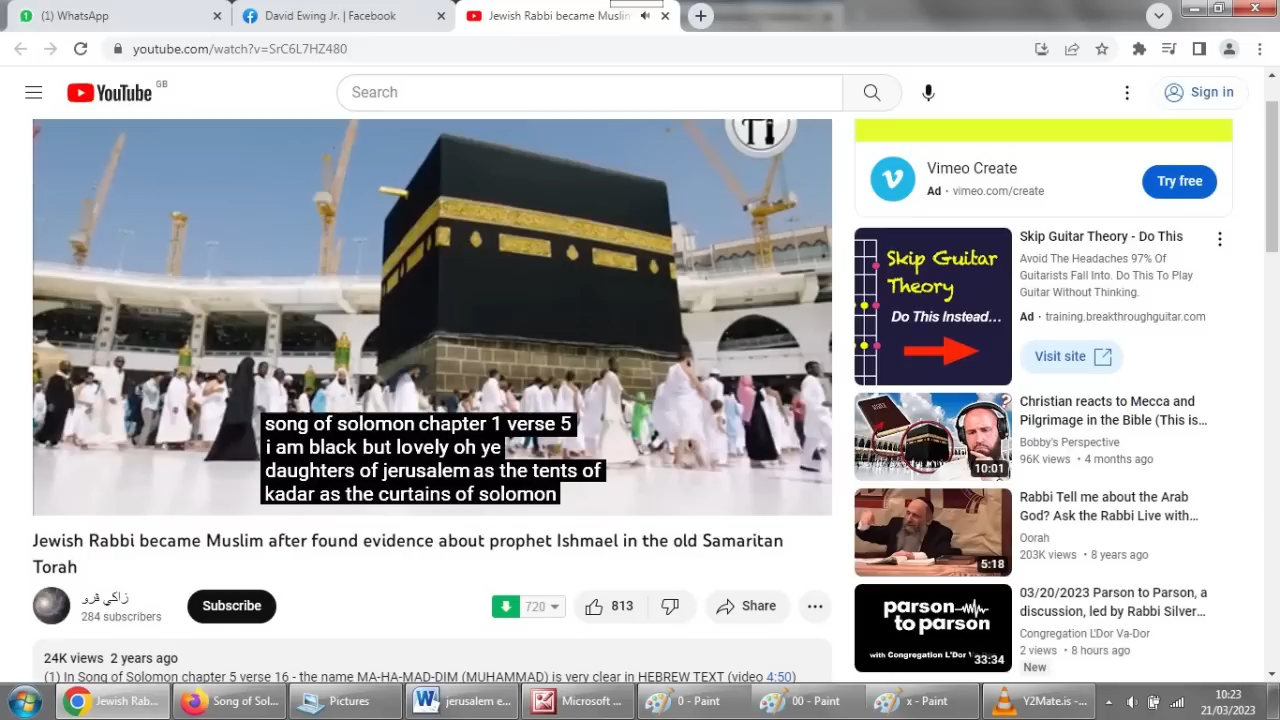 (1) WhatsApp
David Ewing Jr. | Facebook
Jewish Rabbi became Muslim
youtube.com/watch?v=SrC6L7HZ480
YouTube GB
Search
Sign in
Ti
song of solomon chapter 1 verse 5
i am black but lovely oh ye
daughters of jerusalem as the tents of
kadar as the curtains of solomon
Jewish Rabbi became Muslim after found evidence about prophet Ishmael in the old Samaritan
Torah
زاكي ڤرو
284 subscribers
Subscribe
720
813
Share
24K views 2 years ago
(1) In Song of Solomon chapter 5 verse 16 - the name MA-HA-MAD-DIM (MUHAMMAD) is very clear in HEBREW TEXT (video 4:50)
Vimeo Create
Ad · vimeo.com/create
Try free
Skip Guitar
Theory
Do This Instead...
Skip Guitar Theory - Do This
Avoid The Headaches 97% Of
Guitarists Fall Into. Do This To Play
Guitar Without Thinking.
Ad · training.breakthroughguitar.com
Visit site
10:01
Christian reacts to Mecca and
Pilgrimage in the Bible (This is...
Bobby's Perspective
96K views • 4 months ago
5:18
Rabbi Tell me about the Arab
God? Ask the Rabbi Live with...
Oorah
203K views • 8 years ago
parson
to parson
with Congregation L'Dor Va-Dor
33:34
03/20/2023 Parson to Parson, a
discussion, led by Rabbi Silver...
Congregation L'Dor Va-Dor
2 views • 8 hours ago
New
Jewish Rab...
Song of Sol...
Pictures
jerusalem e...
Microsoft ...
0 - Paint
00 - Paint
x - Paint
Y2Mate.is -...
10:23
21/03/2023